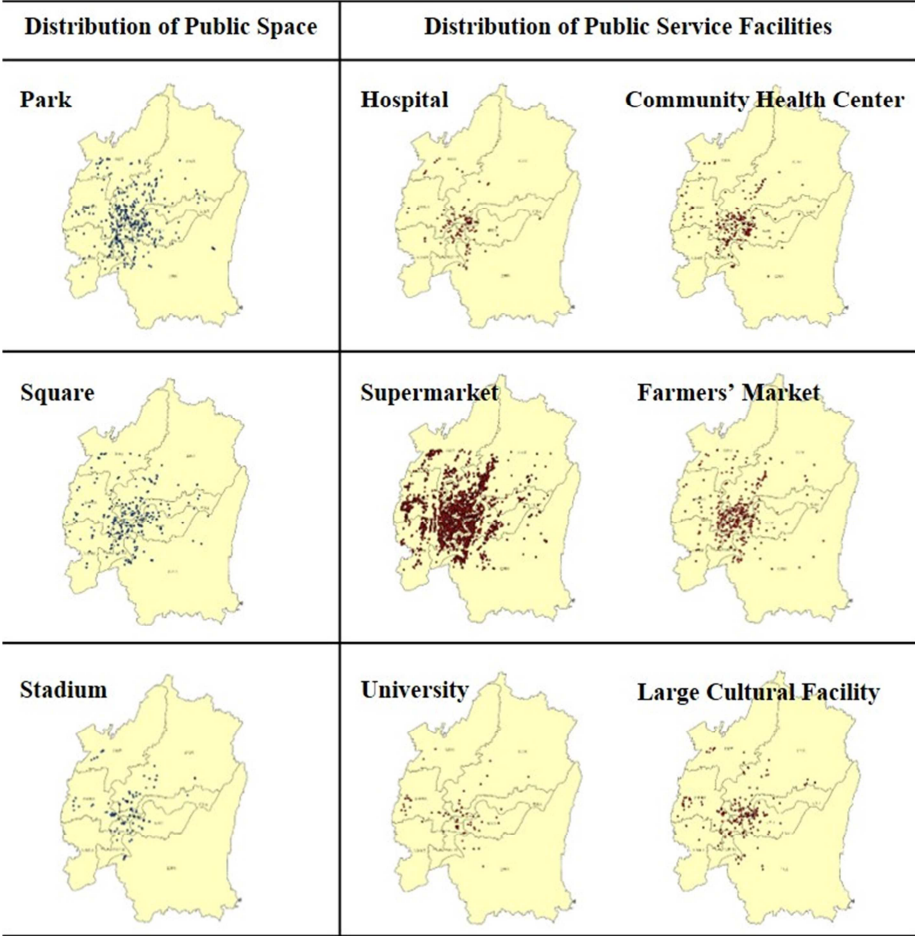 Distribution of Public Space
Distribution of Public Service Facilities
Park
Hospital
Community Health Center
Square
Supermarket
Farmers’ Market
Stadium
University
Large Cultural Facility